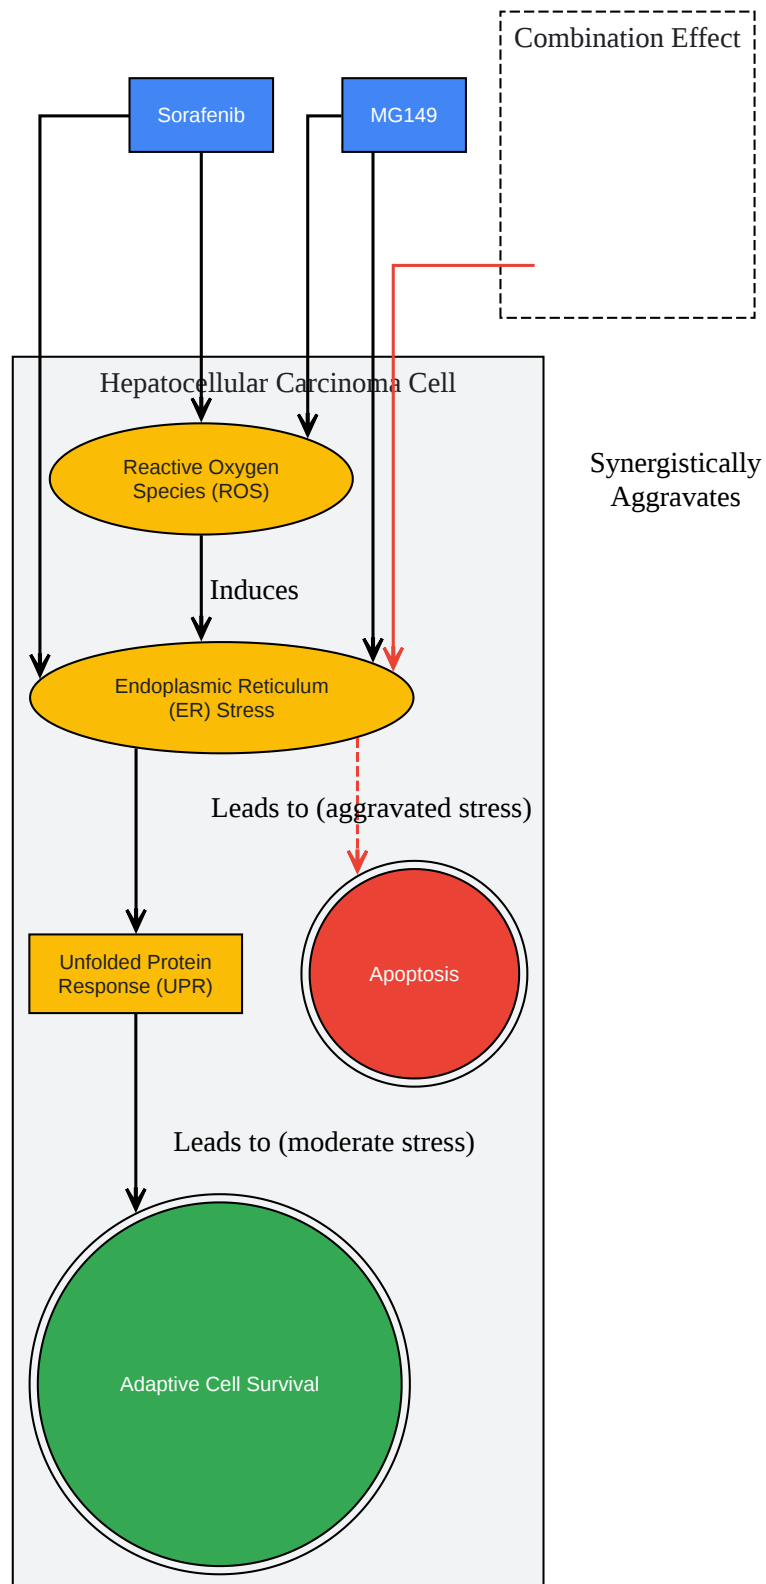 Combination Effect
Sorafenib
MG149
Hepatocellular Carcinoma Cell
Reactive Oxygen
Species (ROS)
Synergistically
Aggravates
Induces
Endoplasmic Reticulum
(ER) Stress
Leads to (aggravated stress)
Unfolded Protein
Response (UPR)
Apoptosis
Leads to (moderate stress)
Adaptive Cell Survival